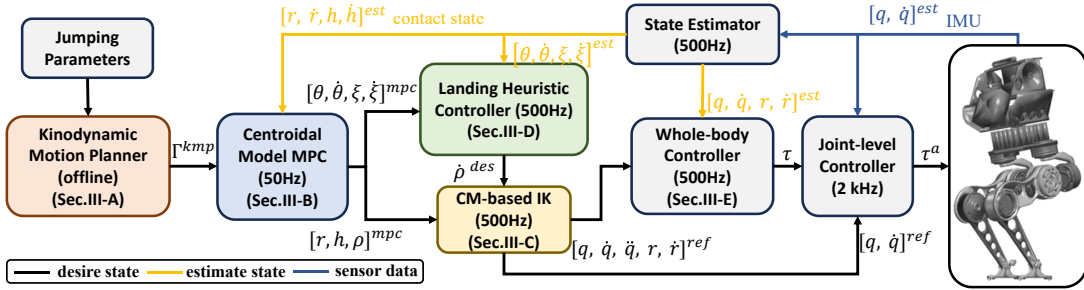 [r, ṙ, h, ḣ]^est contact state
[q, q̇]^est IMU
Jumping
Parameters
State Estimator
(500Hz)
[θ, θ̇, ξ, ξ̇]^est
[θ, θ̇, ξ, ξ̇]^mpc
Landing Heuristic
Controller (500Hz)
(Sec.III-D)
[q, q̇, r, ṙ]^est
Kinodynamic
Motion Planner
(offline)
(Sec.III-A)
Γ^kmp
Centroidal
Model MPC
(50Hz)
(Sec.III-B)
Whole-body
Controller
(500Hz)
(Sec.III-E)
τ
Joint-level
Controller
(2 kHz)
τ^a
ρ̇ ^des
CM-based IK
(500Hz)
(Sec.III-C)
[r, h, ρ]^mpc
[q, q̇, q̈, r, ṙ]^ref
[q, q̇]^ref
desire state
estimate state
sensor data